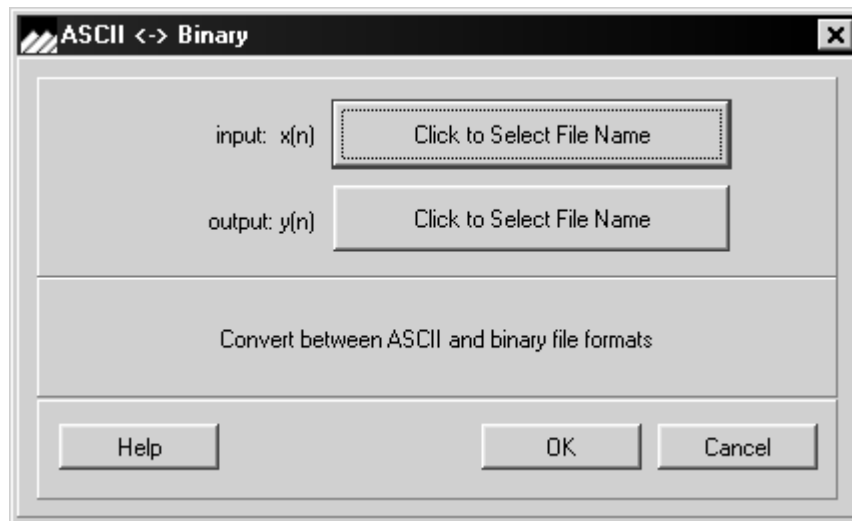 ASCII <-> Binary
input: x(n) Click to Select File Name
output: y(n) Click to Select File Name
Convert between ASCII and binary file formats
Help OK Cancel